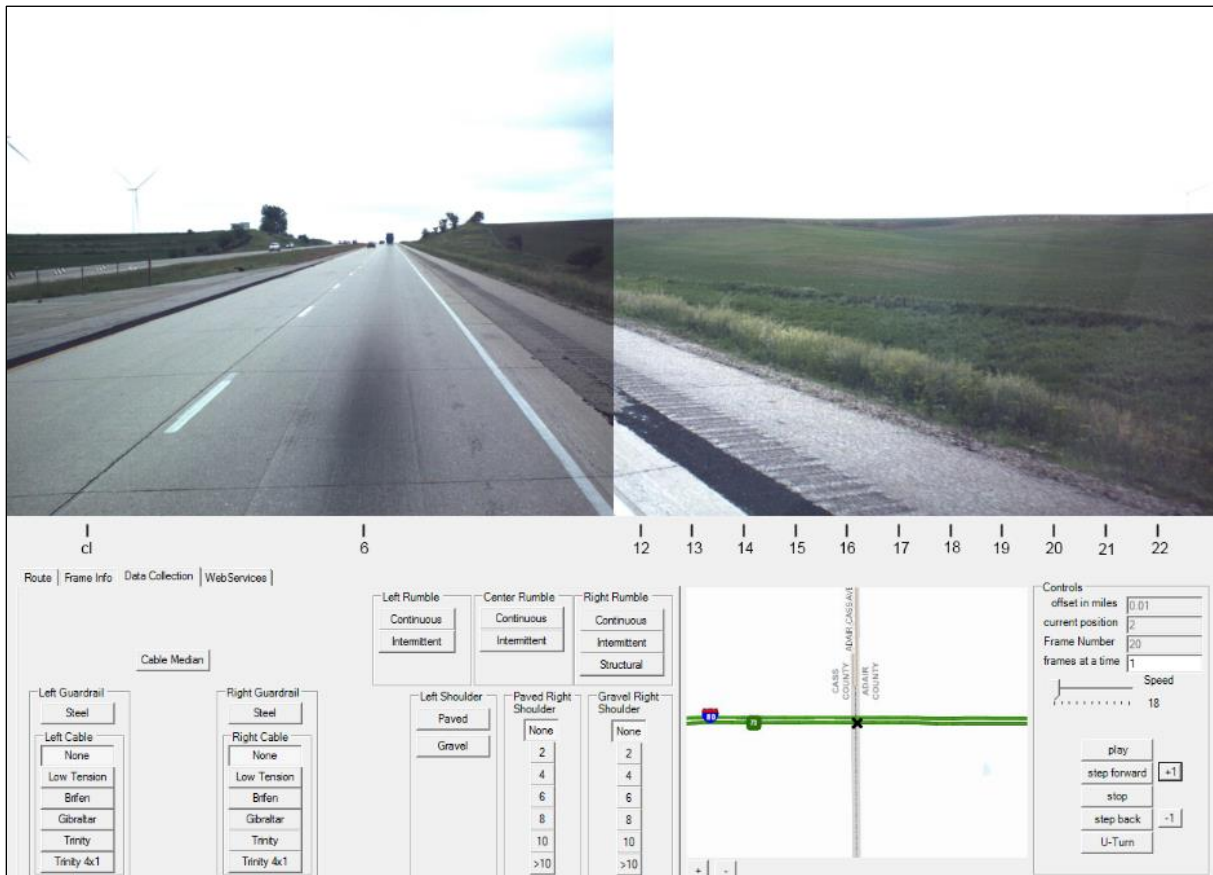 cl 6 12 13 14 15 16 17 18 19 20 21 22
Route Frame Info Data Collection WebServices
Cable Median
Left Rumble
Continuous
Intermittent
Center Rumble
Continuous
Intermittent
Right Rumble
Continuous
Intermittent
Structural
Left Guardrail
Steel
Left Cable
None
Low Tension
Brifen
Gibraltar
Trinity
Trinity 4x1
Right Guardrail
Steel
Right Cable
None
Low Tension
Brifen
Gibraltar
Trinity
Trinity 4x1
Left Shoulder
Paved
Gravel
Paved Right
Shoulder
None
2
4
6
8
10
>10
Gravel Right
Shoulder
None
2
4
6
8
10
>10
ADAIR CASS AVE
CASS
COUNTY
ADAIR
COUNTY
80
+ -
Controls
offset in miles 0.01
current position 2
Frame Number 20
frames at a time 1
Speed
18
play
step forward +1
stop
step back -1
U-Turn